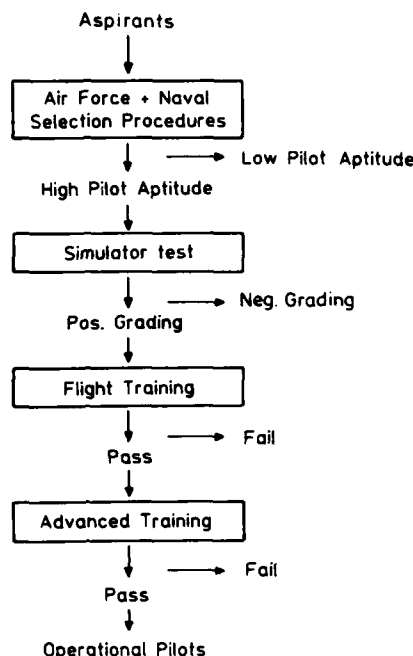 Aspirants
Air Force + Naval
Selection Procedures
Low Pilot Aptitude
High Pilot Aptitude
Simulator test
Neg. Grading
Pos. Grading
Flight Training
Fail
Pass
Advanced Training
Fail
Pass
Operational Pilots